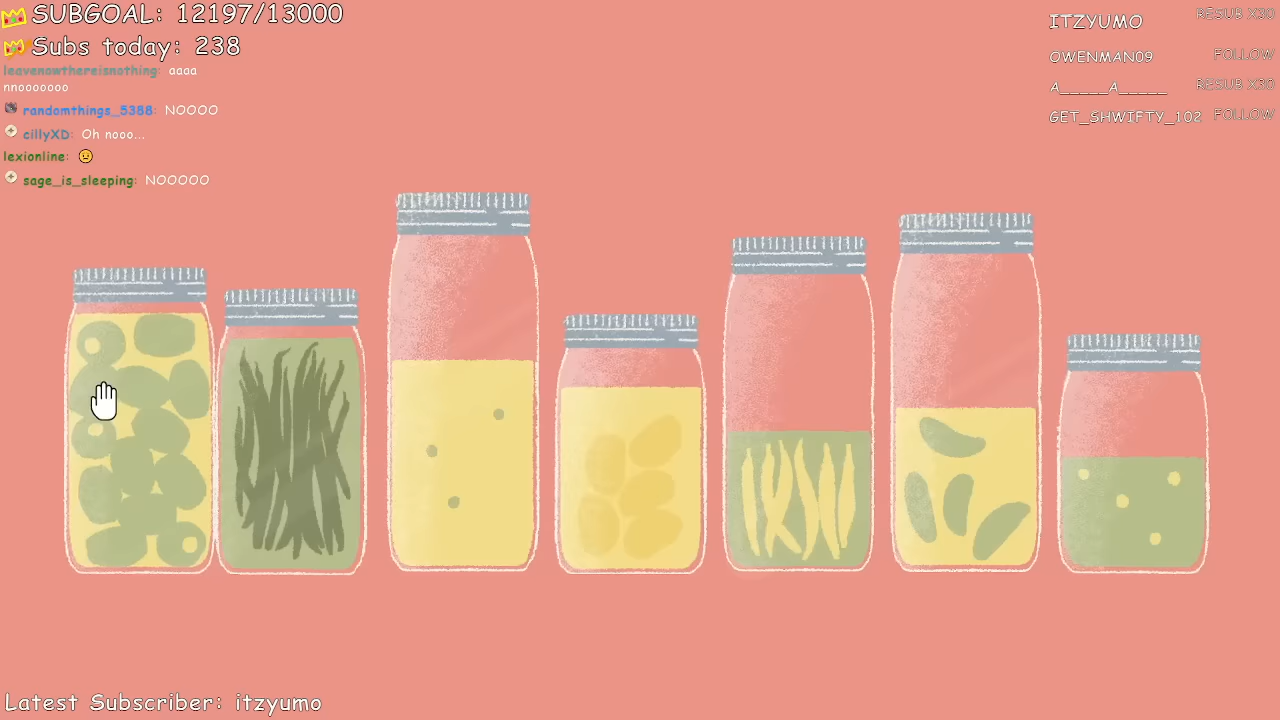 SUBGOAL: 12197/13000
Subs today: 238
leavenowthereisnothing: aaaa
nnooooooo
randomthings_5388: NOOOO
cillyXD: Oh nooo...
lexionline:
sage_is_sleeping: NOOOOO
ITZYUMO RESUB X30
OWENMAN09 FOLLOW
A_____A_____ RESUB X30
GET_SHWIFTY_102 FOLLOW
Latest Subscriber: itzyumo